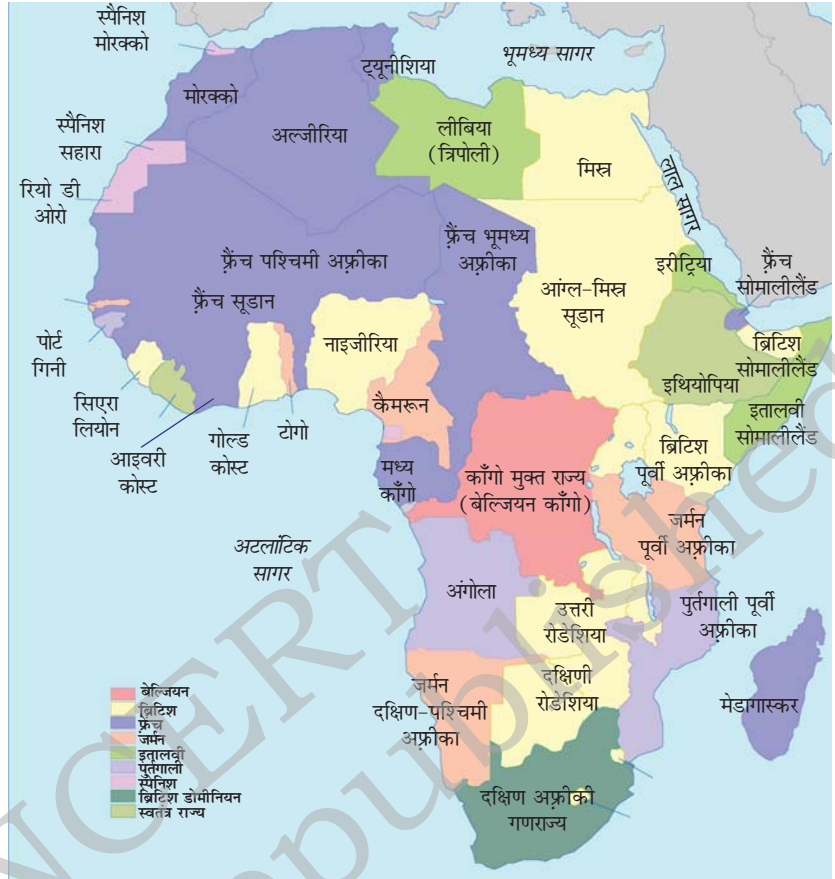 स्पैनिश
मोरक्को
ट्यूनीशिया
भूमध्य सागर
मोरक्को
अल्जीरिया
लीबिया
(त्रिपोली)
मिस्र
स्पैनिश
सहारा
रियो डी
ओरो
लाल सागर
फ़्रैंच पश्चिमी अफ़्रीका
फ़्रैंच सूडान
फ़्रैंच भूमध्य
अफ़्रीका
आंग्ल-मिस्र
सूडान
इरीट्रिया
फ़्रैंच
सोमालीलैंड
पोर्ट
गिनी
नाइजीरिया
ब्रिटिश
सोमालीलैंड
इथियोपिया
सिएरा
लियोन
आइवरी
कोस्ट
गोल्ड
कोस्ट
टोगो
कैमरून
इतालवी
सोमालीलैंड
ब्रिटिश
पूर्वी अफ़्रीका
मध्य
काँगो
काँगो मुक्त राज्य
(बेल्जियन काँगो)
जर्मन
पूर्वी अफ़्रीका
अटलांटिक
सागर
अंगोला
उत्तरी
रोडेशिया
पुर्तगाली पूर्वी
अफ़्रीका
जर्मन
दक्षिण-पश्चिमी
अफ़्रीका
दक्षिणी
रोडेशिया
मेडागास्कर
दक्षिण अफ़्रीकी
गणराज्य
बेल्जियन
ब्रिटिश
फ़्रैंच
जर्मन
इतालवी
पुर्तगाली
स्पैनिश
ब्रिटिश डोमीनियन
स्वतंत्र राज्य
NCERT
republished